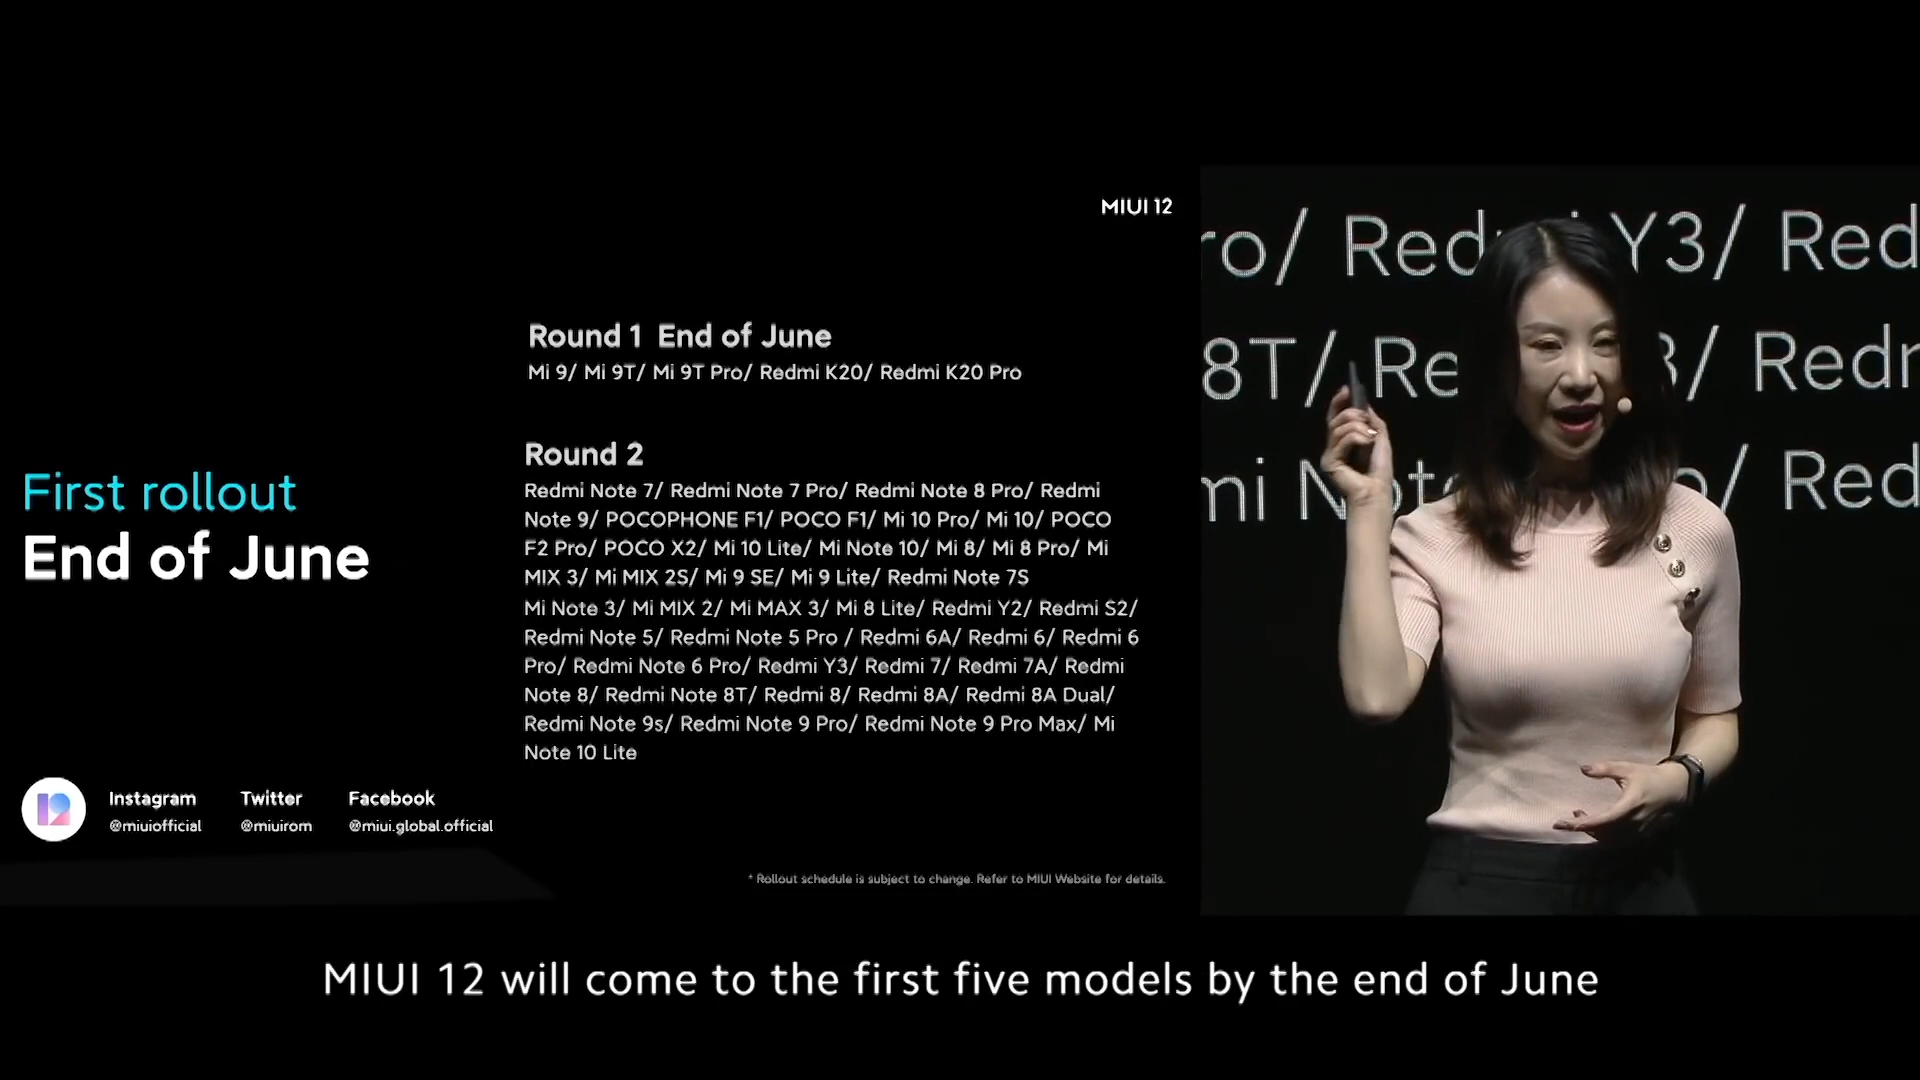 MIUI 12
First rollout
End of June
Round 1 End of June
Mi 9/ Mi 9T/ Mi 9T Pro/ Redmi K20/ Redmi K20 Pro
Round 2
Redmi Note 7/ Redmi Note 7 Pro/ Redmi Note 8 Pro/ Redmi
Note 9/ POCOPHONE F1/ POCO F1/ Mi 10 Pro/ Mi 10/ POCO
F2 Pro/ POCO X2/ Mi 10 Lite/ Mi Note 10/ Mi 8/ Mi 8 Pro/ Mi
MIX 3/ Mi MIX 2S/ Mi 9 SE/ Mi 9 Lite/ Redmi Note 7S
Mi Note 3/ Mi MIX 2/ Mi MAX 3/ Mi 8 Lite/ Redmi Y2/ Redmi S2/
Redmi Note 5/ Redmi Note 5 Pro / Redmi 6A/ Redmi 6/ Redmi 6
Pro/ Redmi Note 6 Pro/ Redmi Y3/ Redmi 7/ Redmi 7A/ Redmi
Note 8/ Redmi Note 8T/ Redmi 8/ Redmi 8A/ Redmi 8A Dual/
Redmi Note 9s/ Redmi Note 9 Pro/ Redmi Note 9 Pro Max/ Mi
Note 10 Lite
Instagram Twitter Facebook
@miuiofficial @miuirom @miui.global.official
* Rollout schedule is subject to change. Refer to MIUI Website for details.
ro/ Red Y3/ Red
8T/ Re 8/ Redm
mi Note o/ Red
MIUI 12 will come to the first five models by the end of June